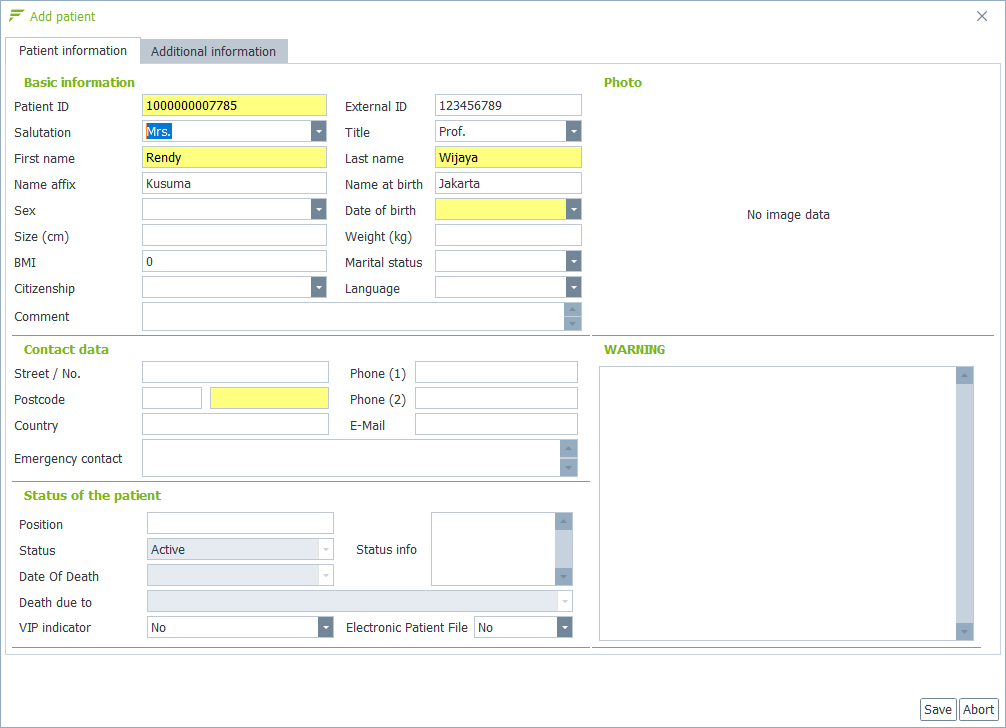 Add patient
Patient information Additional information
Basic information
Patient ID 1000000007785 External ID 123456789
Salutation Mrs. Title Prof.
First name Rendy Last name Wijaya
Name affix Kusuma Name at birth Jakarta
Sex Date of birth
Size (cm) Weight (kg)
BMI 0 Marital status
Citizenship Language
Comment
Photo
No image data
Contact data
Street / No. Phone (1)
Postcode Phone (2)
Country E-Mail
Emergency contact
WARNING
Status of the patient
Position
Status Active Status info
Date Of Death
Death due to
VIP indicator No Electronic Patient File No
Save Abort